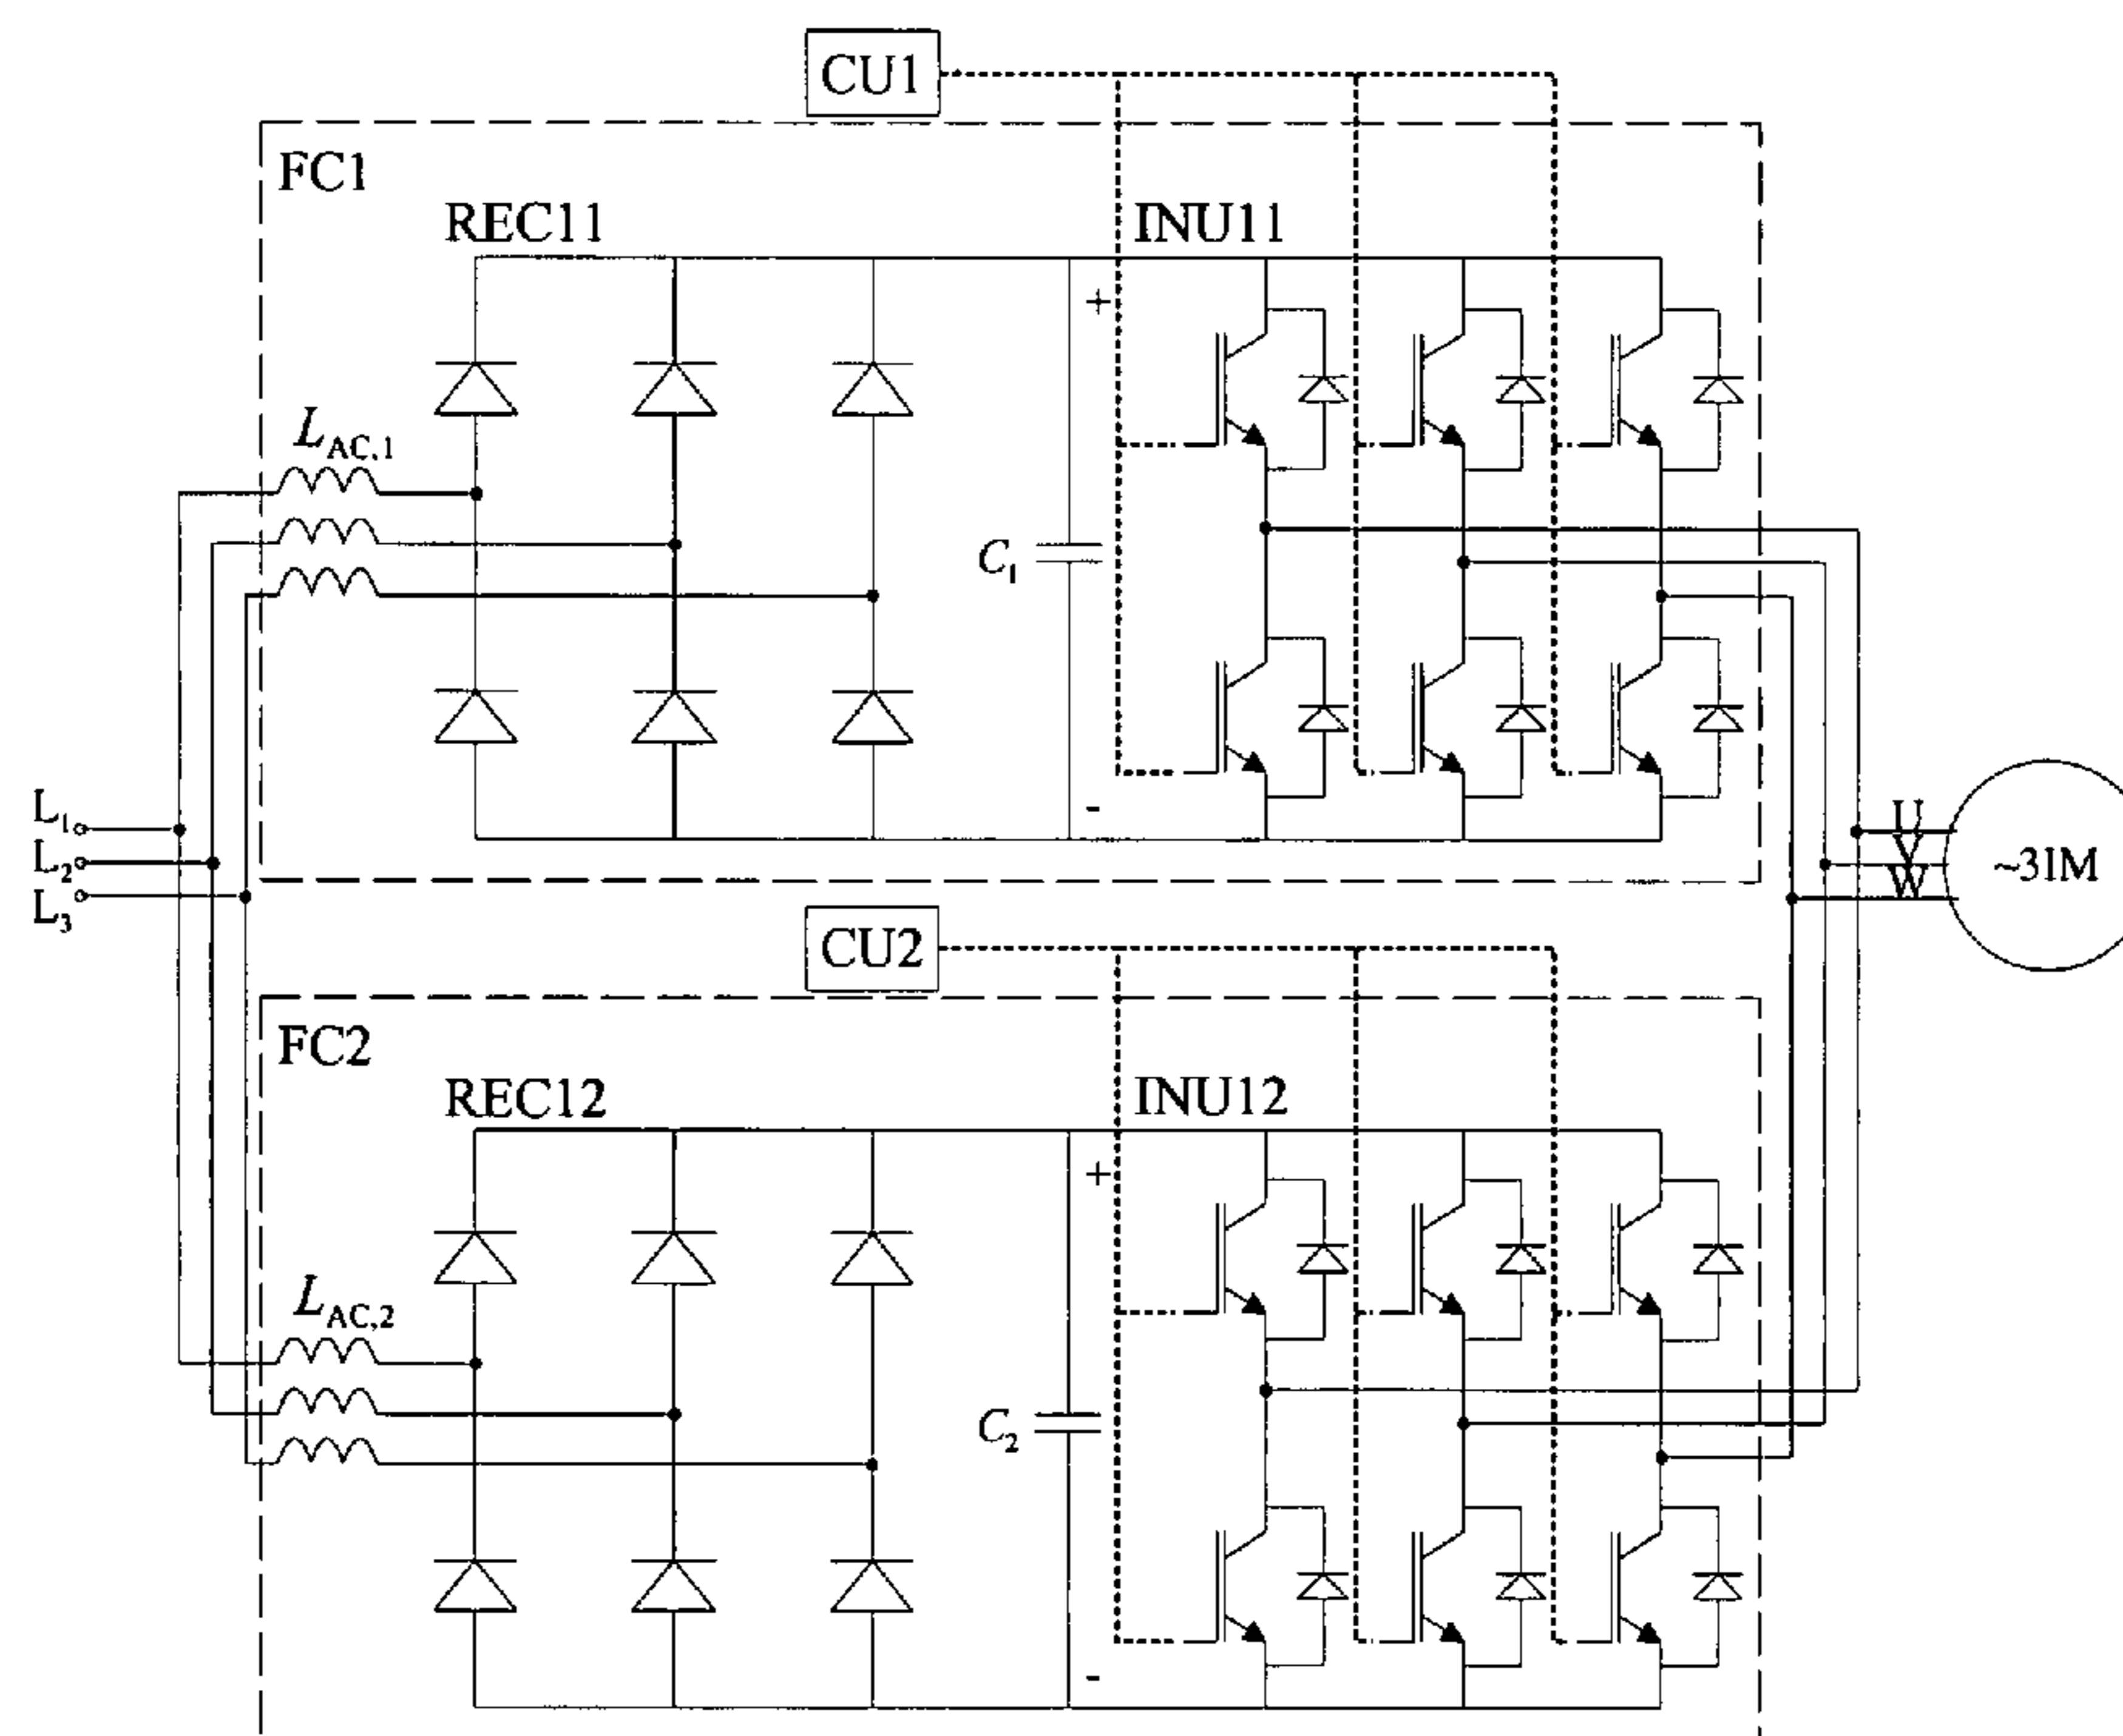 CU1
FC1
REC11
INU11
+
L_AC,1
C_1
-
L_1
L_2
L_3
U
V
W
~3IM
CU2
FC2
REC12
INU12
+
L_AC,2
C_2
-